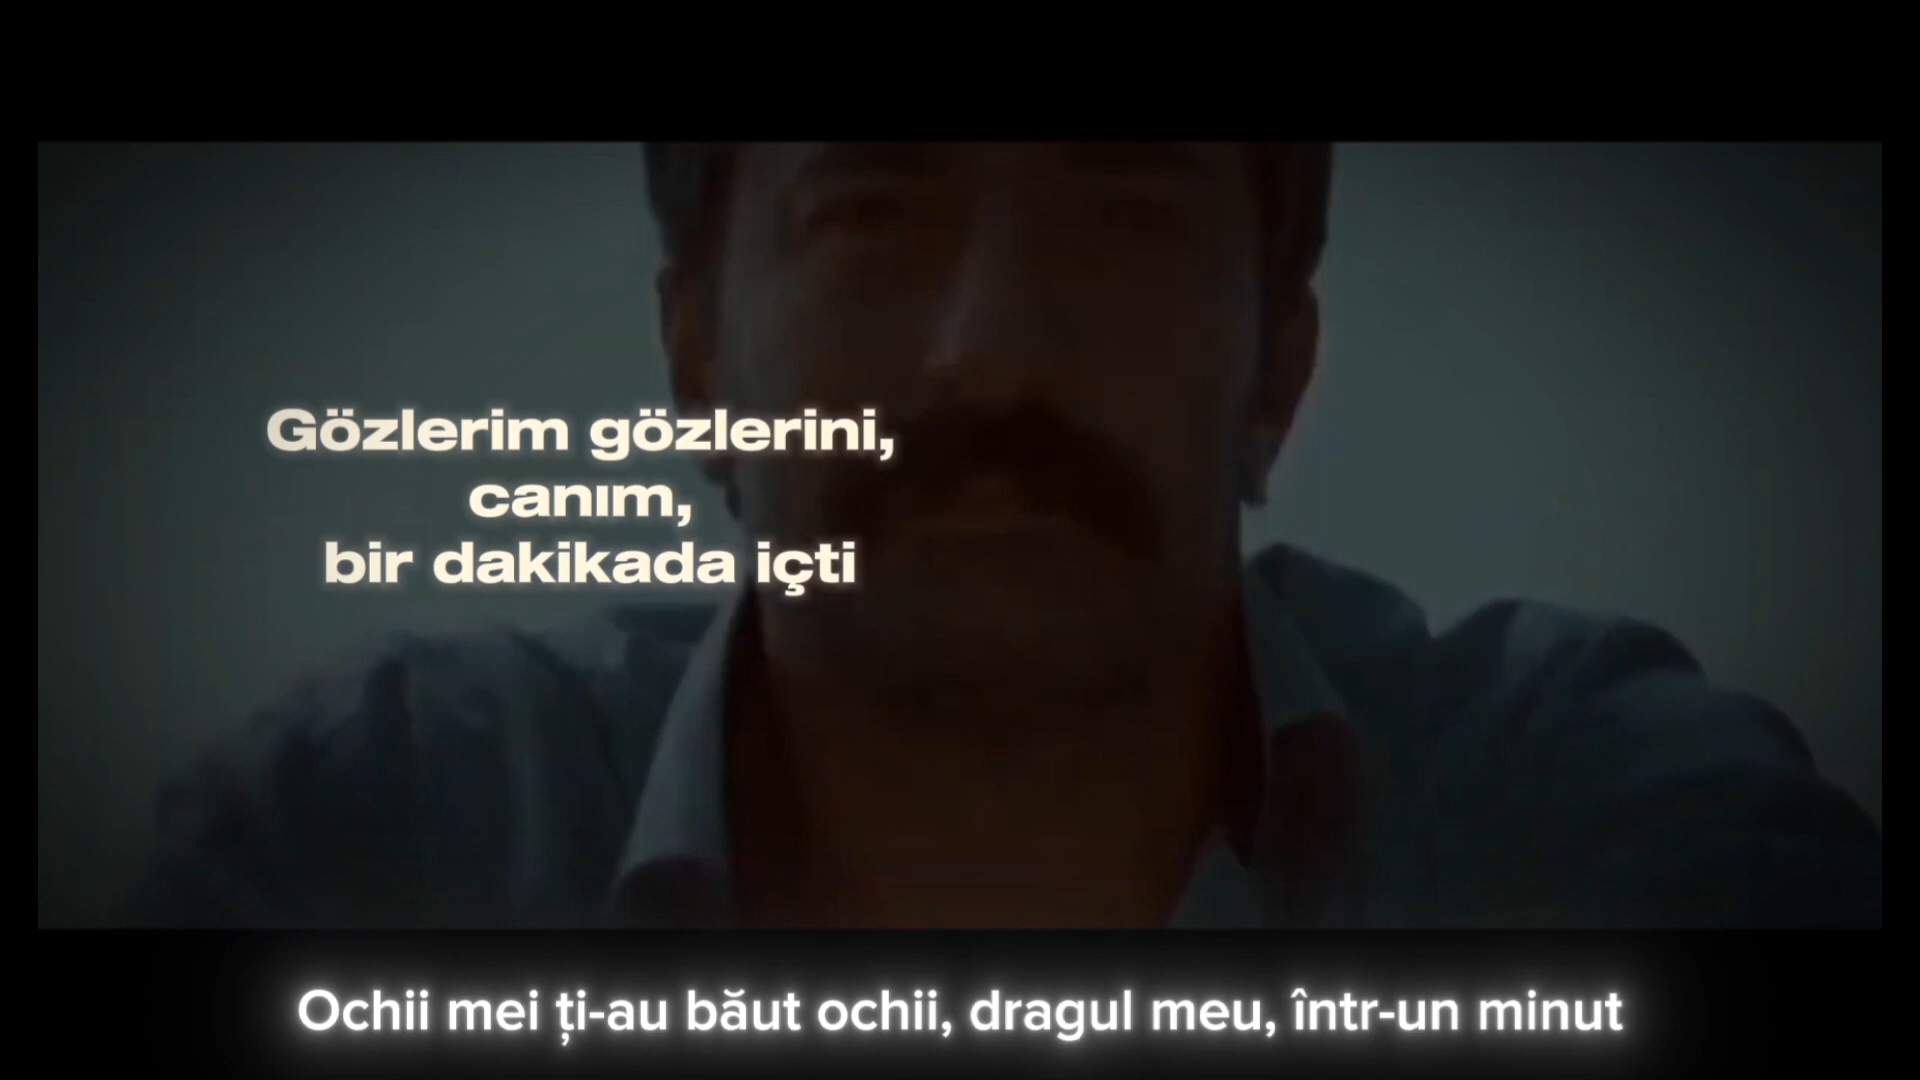 Gözlerim gözlerini,
canım,
bir dakikada içti
Ochii mei ți-au băut ochii, dragul meu, într-un minut